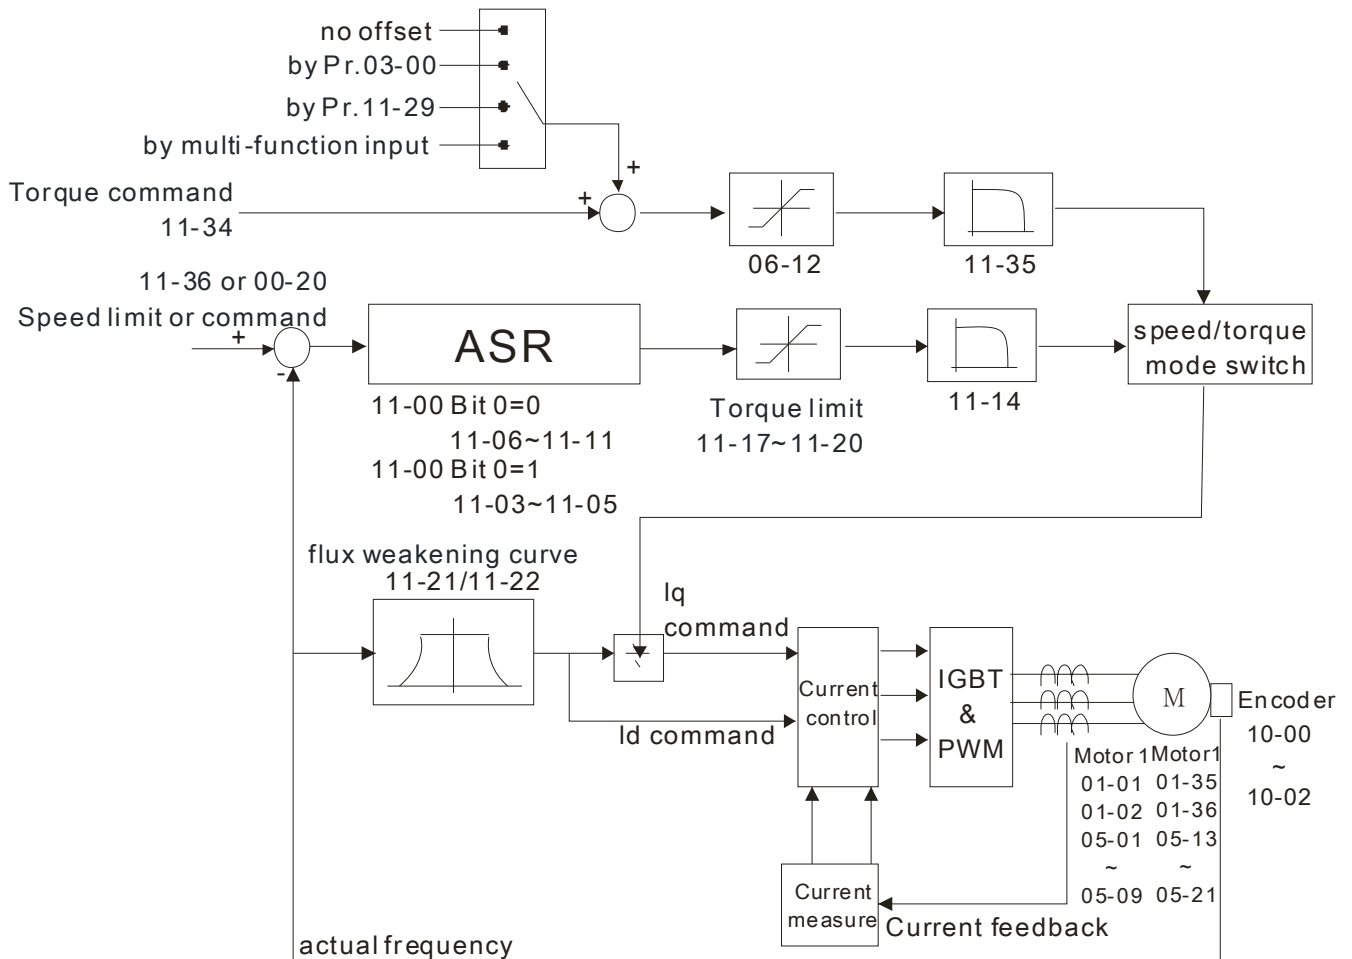 no offset
by Pr.03-00
by Pr.11-29
by multi-function input
+
+
Torque command
11-34
06-12
11-35
11-36 or 00-20
Speed limit or command
+
-
ASR
speed/torque
mode switch
11-00 Bit 0=0
11-06~11-11
11-00 Bit 0=1
11-03~11-05
Torque limit
11-17~11-20
11-14
flux weakening curve
11-21/11-22
Iq
command
Id command
Current
control
IGBT
&
PWM
M
Encoder
10-00
~
10-02
Motor 1 Motor1
01-01 01-35
01-02 01-36
05-01 05-13
~ ~
05-09 05-21
Current
measure
Current feedback
actual frequency